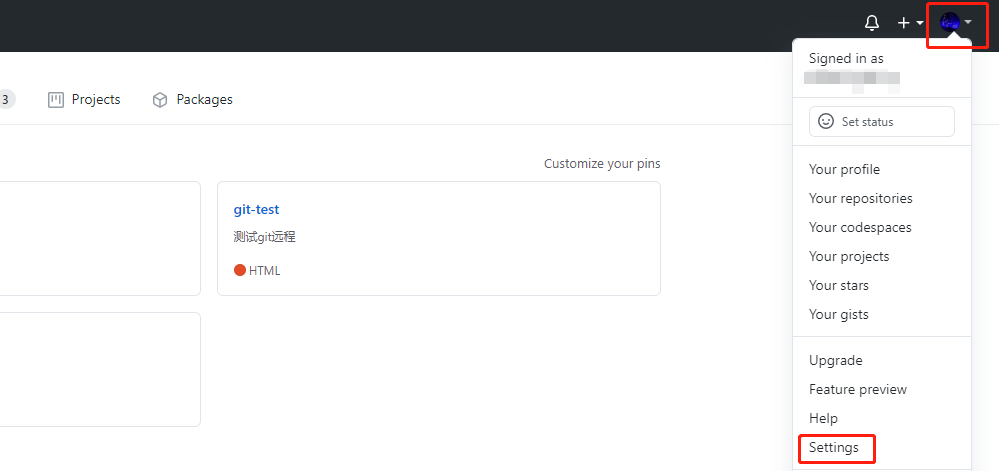 Signed in as
3
Projects
Packages
Set status
Customize your pins
Your profile
Your repositories
Your codespaces
Your projects
Your stars
Your gists
git-test
测试git远程
HTML
Upgrade
Feature preview
Help
Settings